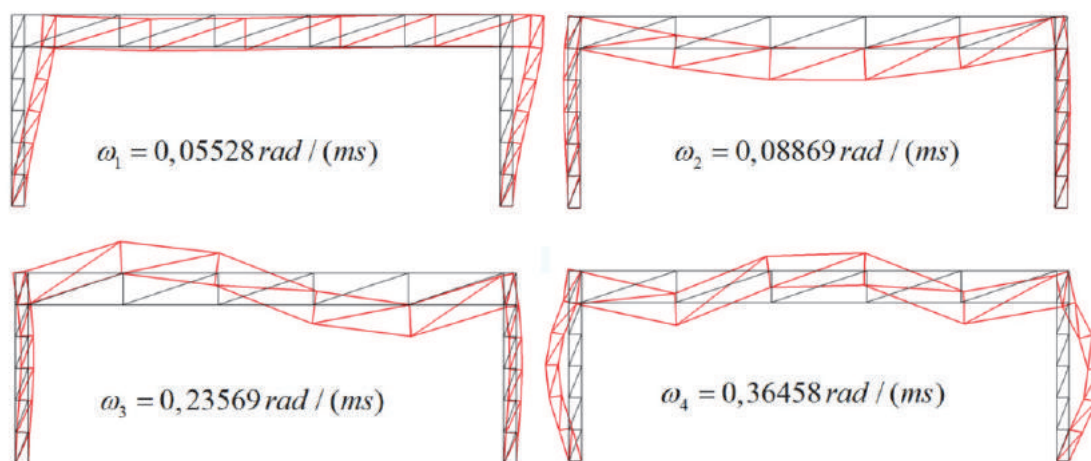 ω₁ = 0,05528 rad / (ms)
ω₂ = 0,08869 rad / (ms)
ω₃ = 0,23569 rad / (ms)
ω₄ = 0,36458 rad / (ms)